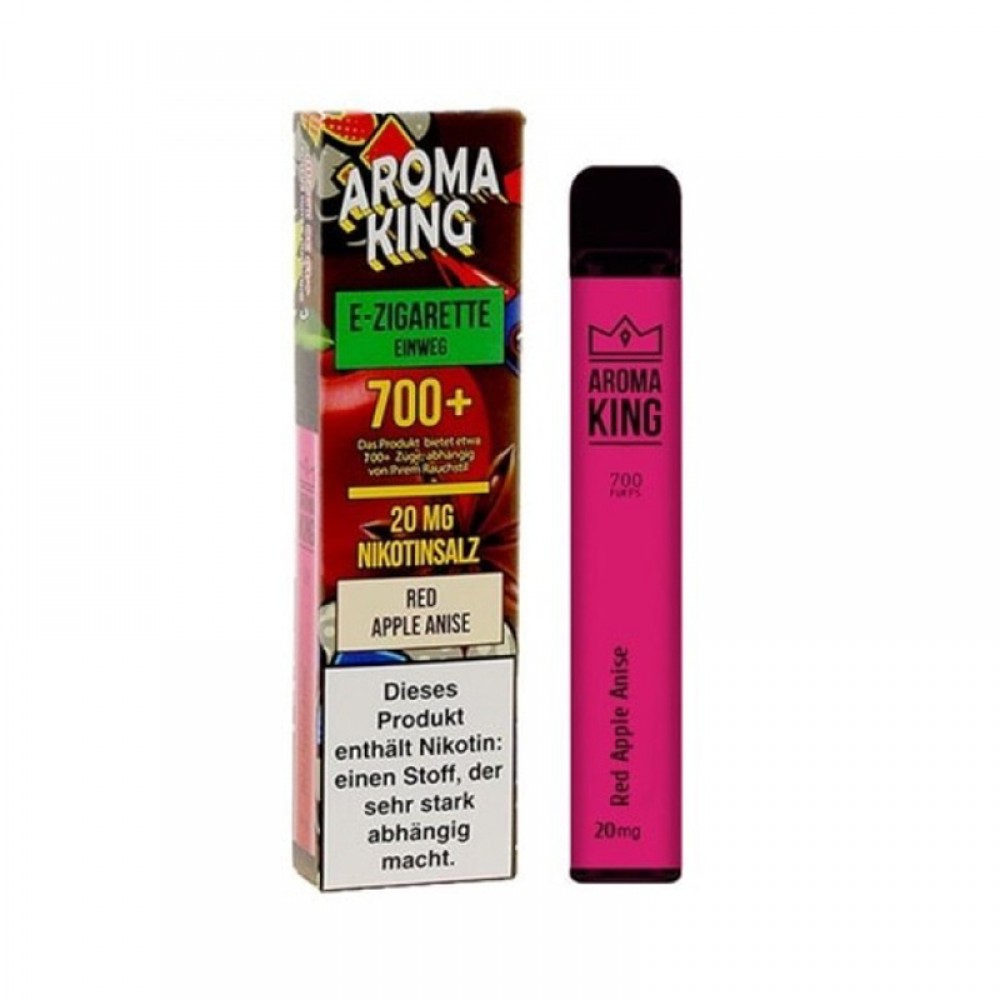 AROMA
KING
E-ZIGARETTE
EINWEG
700+
Das Produkt bietet etwa
700+ Züge, abhängig
von Ihrem Rauchstil
20 MG
NIKOTINSALZ
RED
APPLE ANISE
Dieses
Produkt
enthält Nikotin:
einen Stoff, der
sehr stark
abhängig
macht.
AROMA
KING
700
PUFFS
Red Apple Anise
20mg